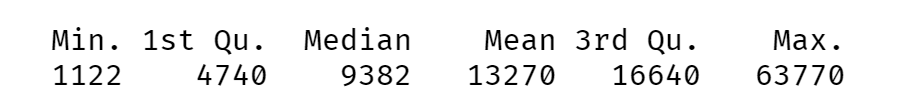 Min. 1st Qu. Median Mean 3rd Qu. Max.
1122 4740 9382 13270 16640 63770